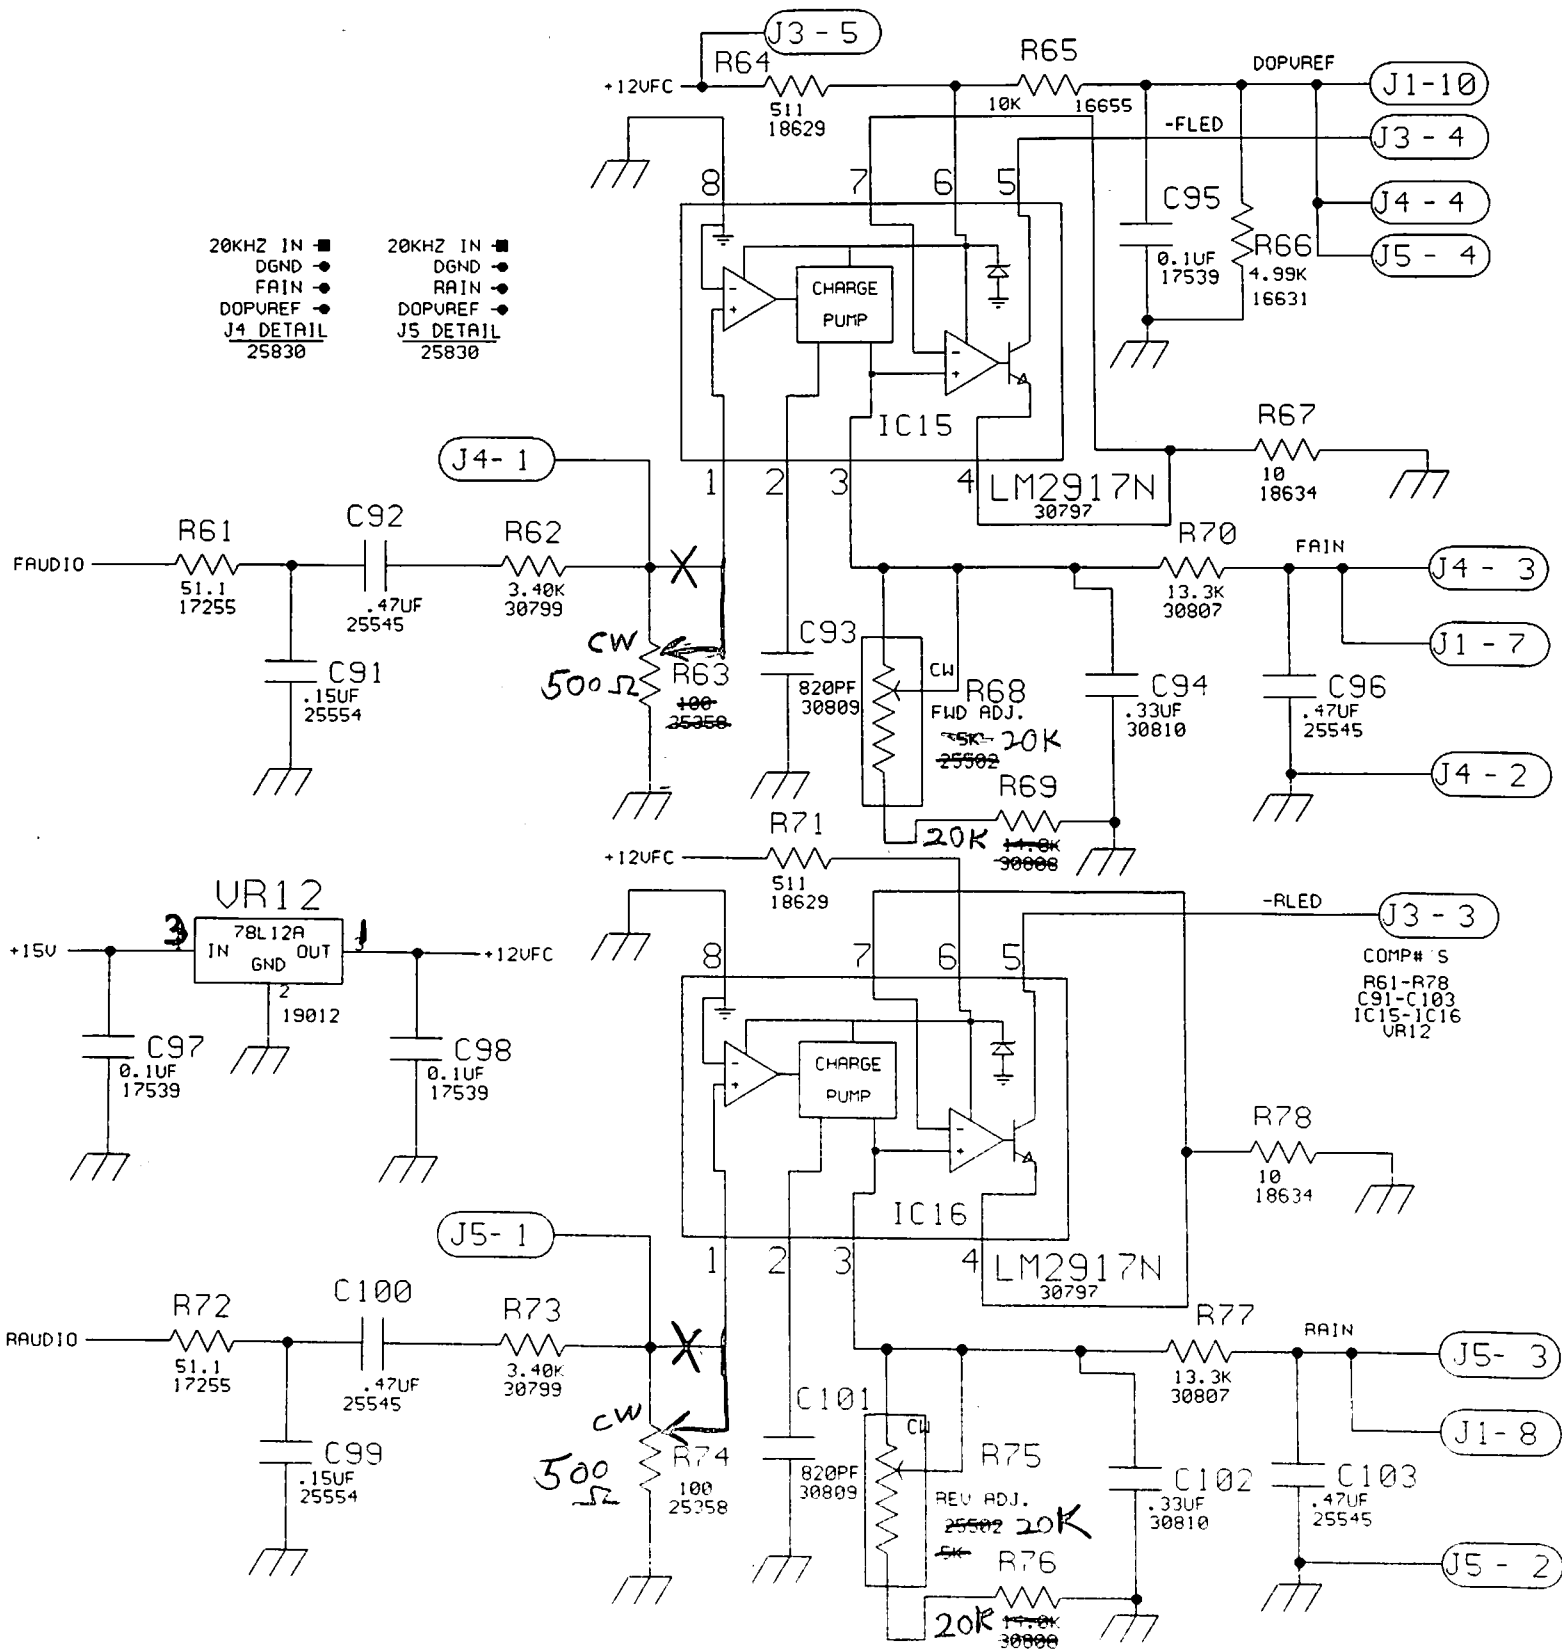 J3-5
R64
R65
DOPVREF
J1-10
+12VFC
511
18629
10K
16655
-FLED
J3-4
8
7
6
5
C95
J4-4
0.1UF
17539
R66
4.99K
16631
J5-4
20KHZ IN
DGND
FAIN
DOPVREF
J4 DETAIL
25830
20KHZ IN
DGND
RAIN
DOPVREF
J5 DETAIL
25830
-
+
CHARGE
PUMP
-
+
IC15
R67
10
18634
J4-1
1
2
3
4
LM2917N
30797
R61
C92
R62
R70
FAIN
J4-3
FAUDIO
51.1
17255
.47UF
25545
3.40K
30799
X
13.3K
30807
J1-7
CW
500Ω
R63
100
25358
C91
.15UF
25554
C93
820PF
30809
CW
R68
FWD ADJ.
5K 20K
25502
C94
.33UF
30810
C96
.47UF
25545
J4-2
R69
20K
14.0K
30808
R71
+12VFC
511
18629
VR12
78L12A
IN OUT
GND
3
1
2
19012
+15V
+12VFC
C97
0.1UF
17539
C98
0.1UF
17539
-RLED
J3-3
COMP#'S
R61-R78
C91-C103
IC15-IC16
VR12
8
7
6
5
-
+
CHARGE
PUMP
-
+
IC16
R78
10
18634
J5-1
1
2
3
4
LM2917N
30797
R72
C100
R73
R77
RAIN
J5-3
RAUDIO
51.1
17255
.47UF
25545
3.40K
30799
X
13.3K
30807
J1-8
CW
500
Ω
R74
100
25358
C99
.15UF
25554
C101
820PF
30809
CW
R75
REV ADJ.
25502 20K
5K
C102
.33UF
30810
C103
.47UF
25545
J5-2
R76
20K
14.0K
30808